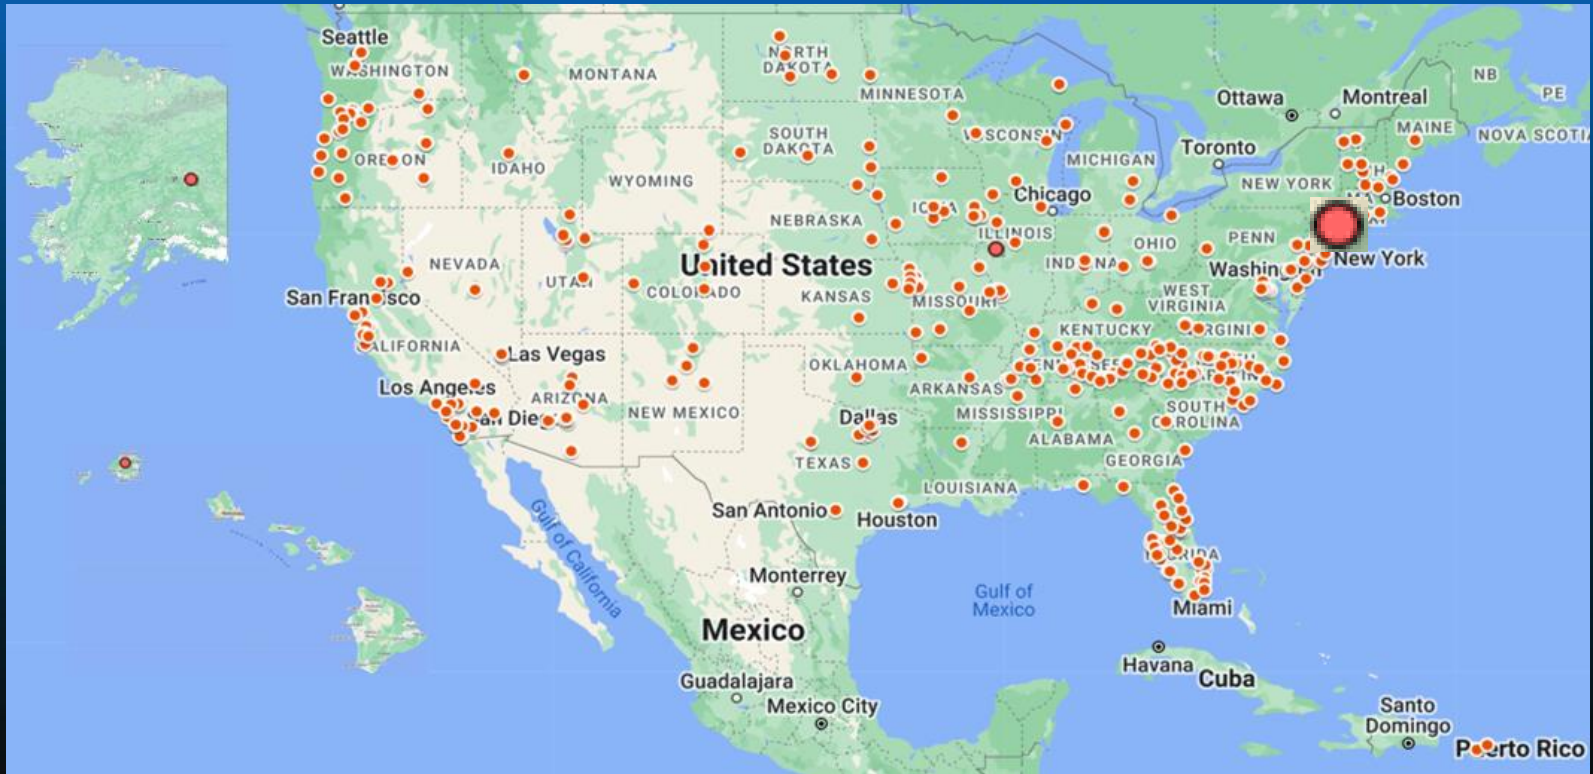 Seattle
WASHINGTON
MONTANA
NORTH
DAKOTA
MINNESOTA
Ottawa
Montreal
NB
PE
MAINE
NOVA SCOTI
WISCONSIN
SOUTH
DAKOTA
MICHIGAN
Toronto
OREGON
IDAHO
WYOMING
NEW YORK
Chicago
Boston
NEBRASKA
IOWA
ILLINOIS
OHIO
PENN
New York
NEVADA
United States
INDIANA
Washington
UTAH
COLORADO
San Francisco
KANSAS
MISSOURI
WEST
VIRGINIA
CALIFORNIA
Las Vegas
KENTUCKY
VIRGINIA
OKLAHOMA
TENNESSEE
NORTH
CAROLINA
Los Angeles
ARIZONA
ARKANSAS
San Diego
NEW MEXICO
Dallas
MISSISSIPPI
SOUTH
CAROLINA
ALABAMA
TEXAS
GEORGIA
LOUISIANA
San Antonio
Houston
Gulf of California
FLORIDA
Monterrey
Gulf of
Mexico
Miami
Mexico
Havana
Cuba
Guadalajara
Mexico City
Santo
Domingo
Puerto Rico